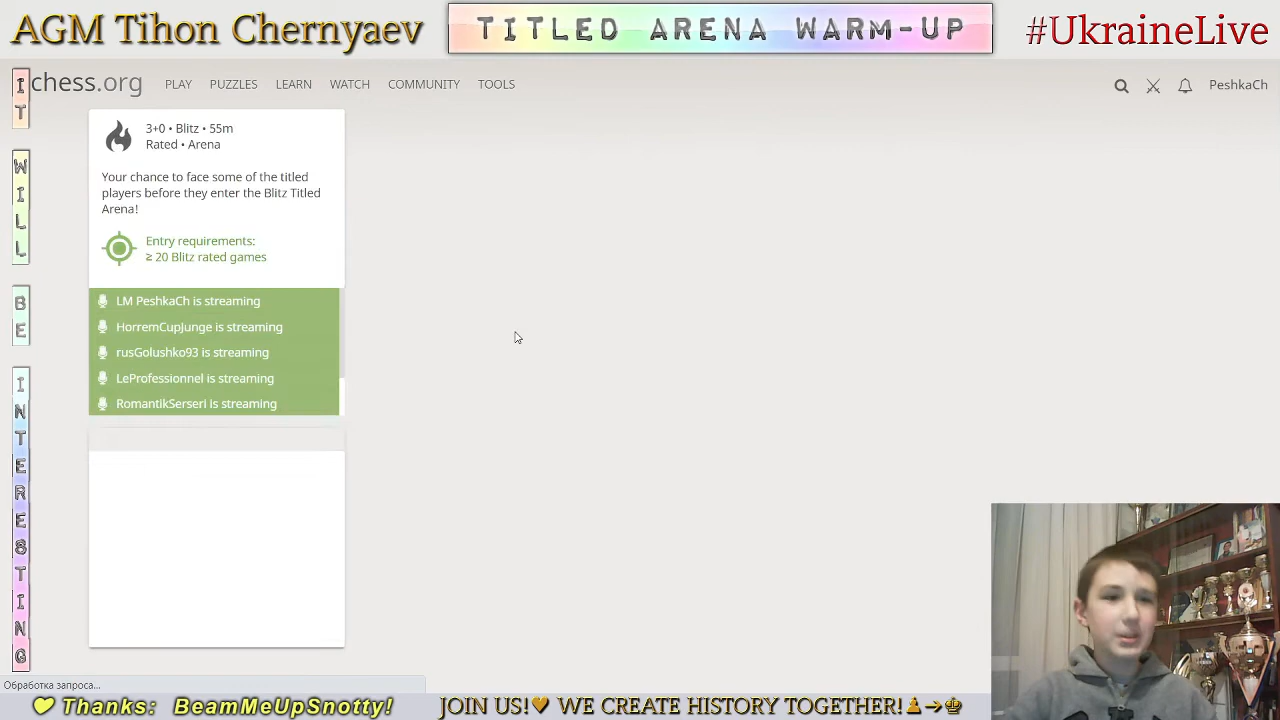 AGM Tihon Chernyaev
TITLED ARENA WARM-UP
#UkraineLive
IT WILL BE INTERESTING
chess.org
PLAY PUZZLES LEARN WATCH COMMUNITY TOOLS
PeshkaCh
3+0 • Blitz • 55m
Rated • Arena
Your chance to face some of the titled
players before they enter the Blitz Titled
Arena!
Entry requirements:
≥ 20 Blitz rated games
LM PeshkaCh is streaming
HorremCupJunge is streaming
rusGolushko93 is streaming
LeProfessionnel is streaming
RomantikSerseri is streaming
Обработка запроса...
Thanks: BeamMeUpSnotty!
JOIN US! WE CREATE HISTORY TOGETHER!